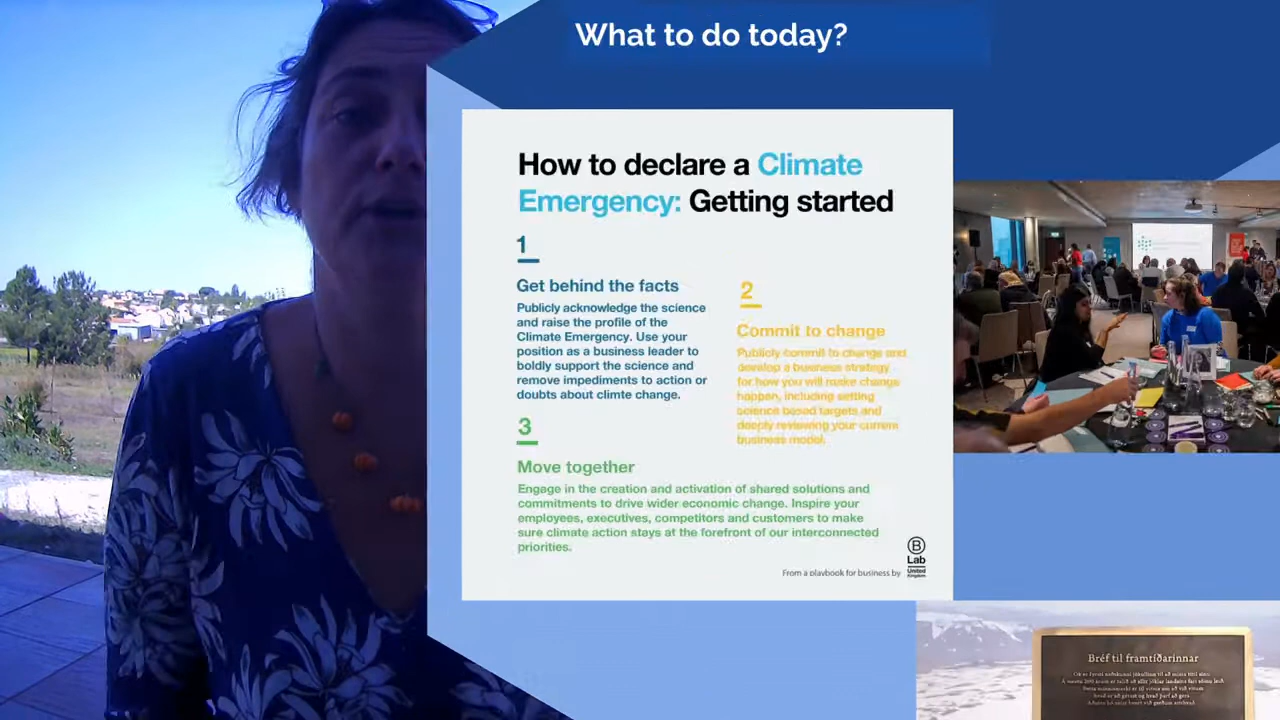 What to do today?
How to declare a Climate
Emergency: Getting started
1
Get behind the facts
Publicly acknowledge the science
and raise the profile of the
Climate Emergency. Use your
position as a business leader to
boldly support the science and
remove impediments to action or
doubts about climte change.
2
Commit to change
Publicly commit to change and
develop a business strategy
for how you will make change
happen, including setting
science based targets and
deeply reviewing your current
business model.
3
Move together
Engage in the creation and activation of shared solutions and
commitments to drive wider economic change. Inspire your
employees, executives, competitors and customers to make
sure climate action stays at the forefront of our interconnected
priorities.
From a playbook for business by
B
Lab
United
Kingdom
Bréf til framtíðarinnar